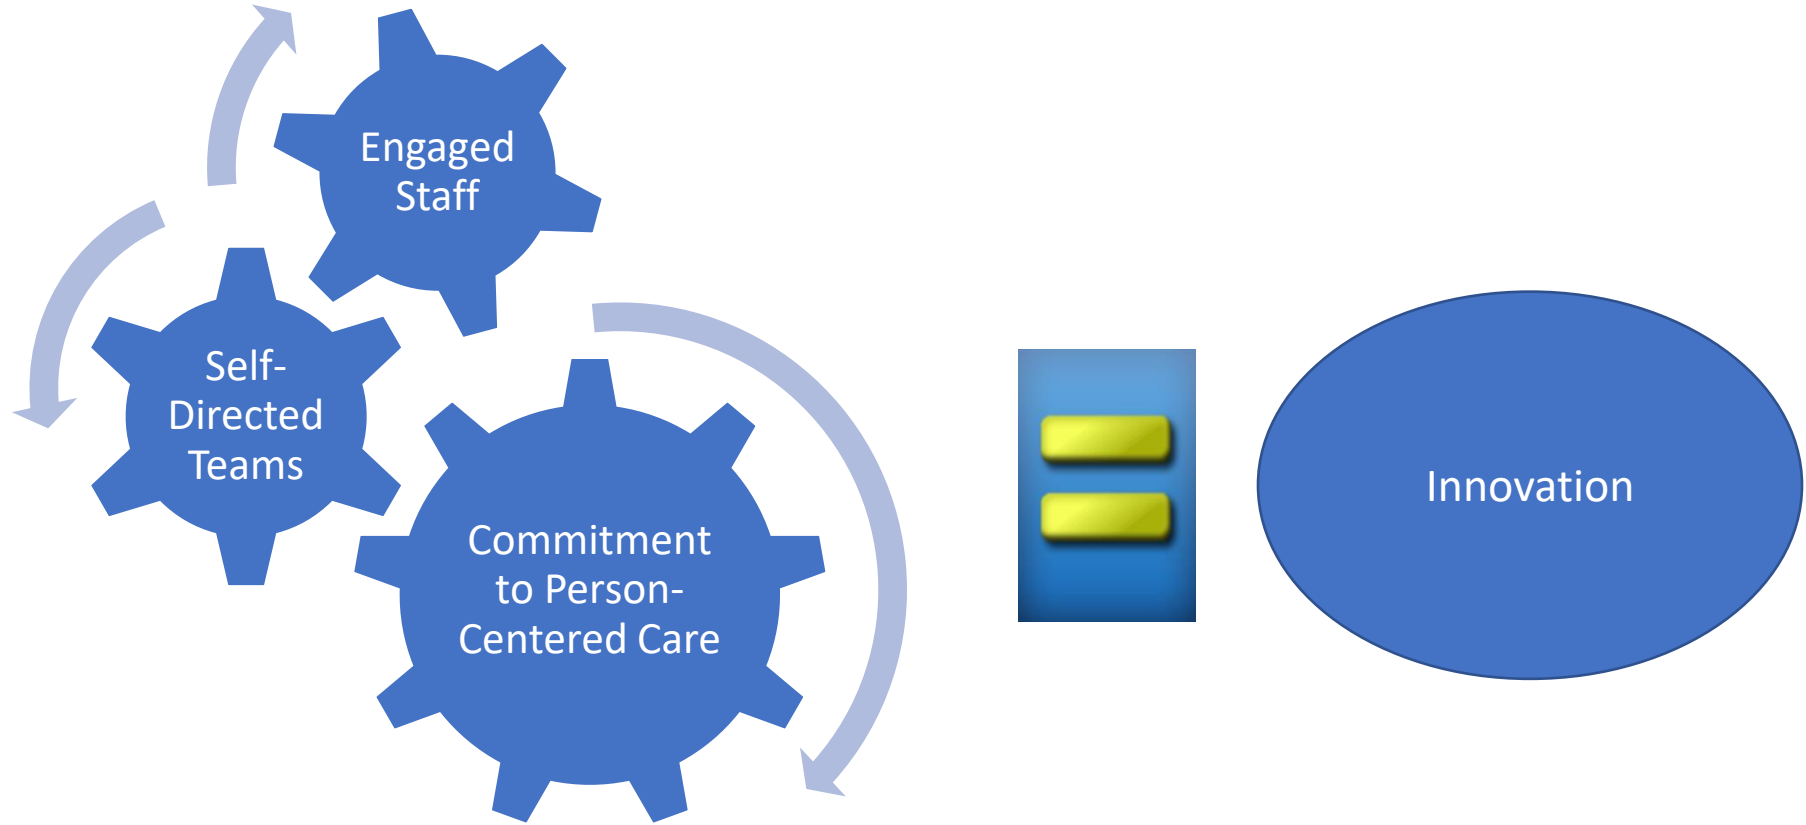 Engaged
Staff
Self-
Directed
Teams
Commitment
to Person-
Centered Care
Innovation